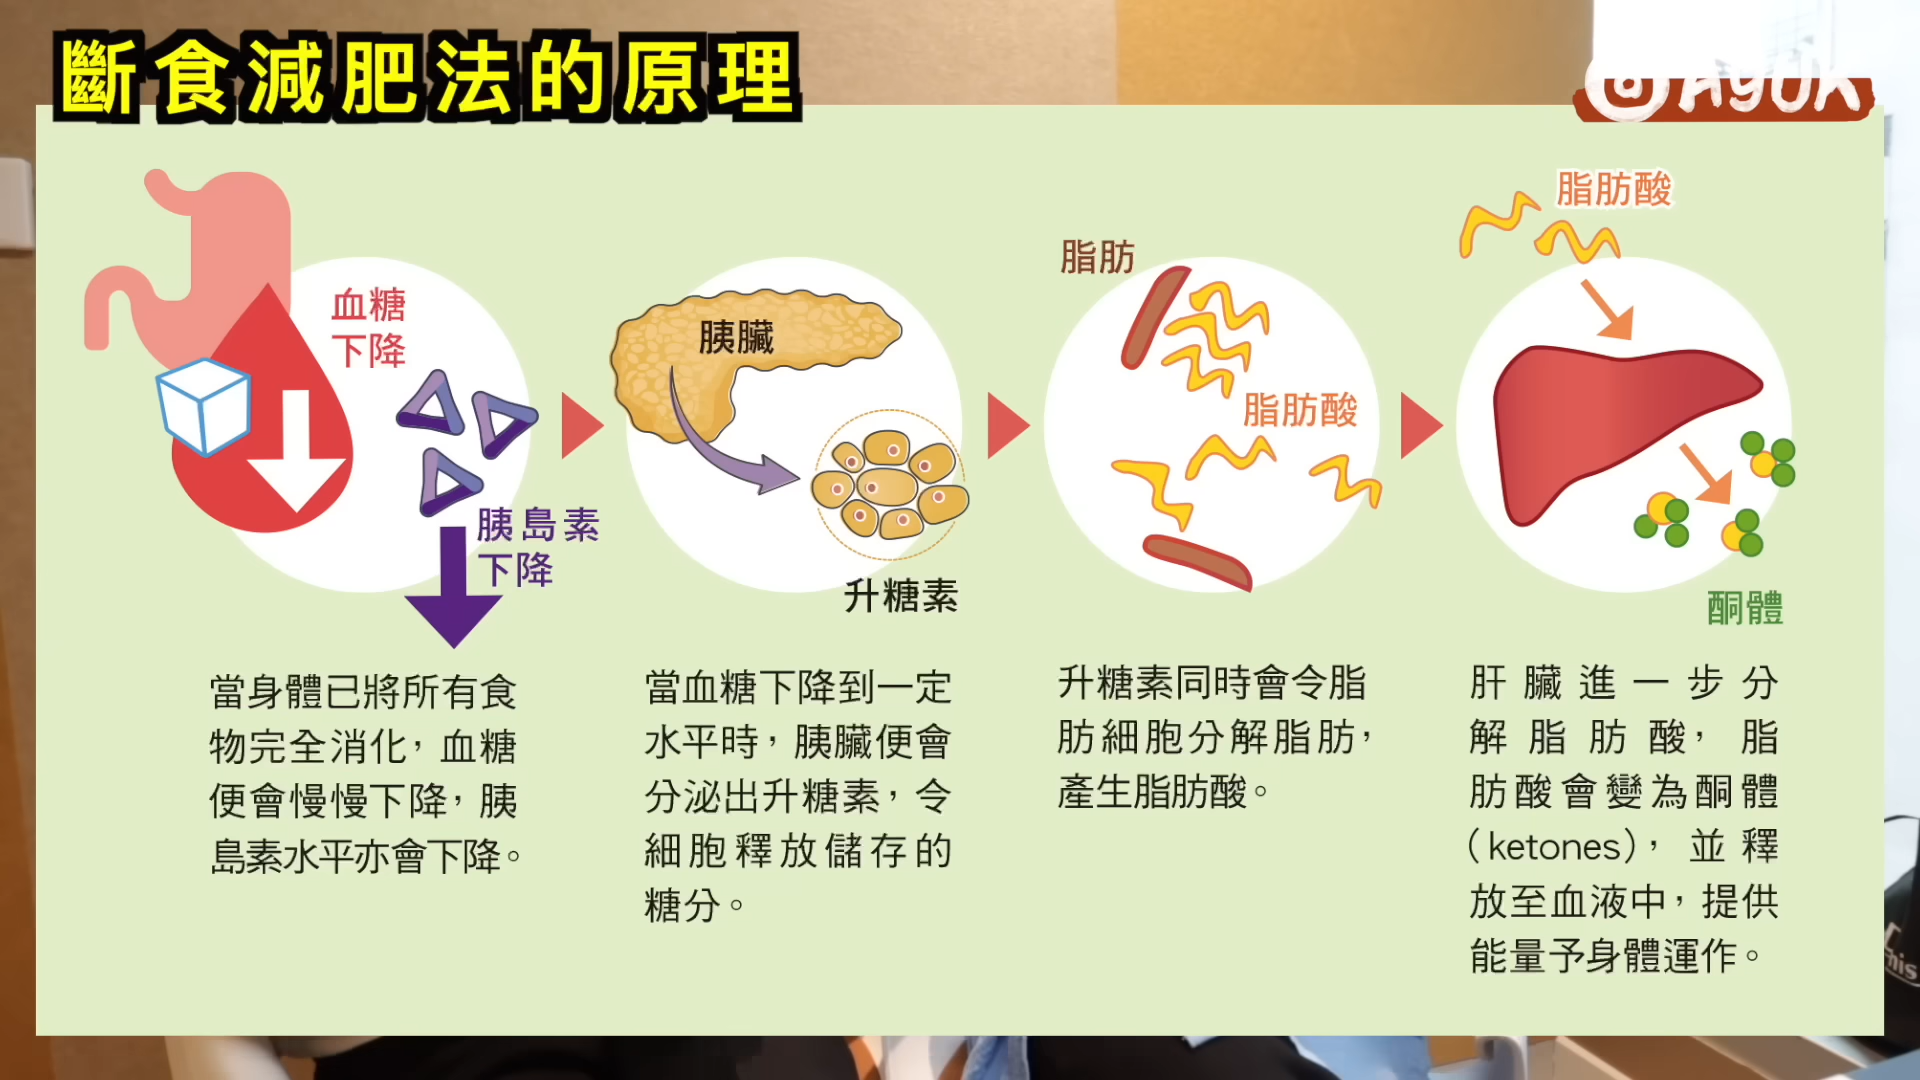 斷食減肥法的原理
AyUR
血糖
下降
胰島素
下降
當身體已將所有食
物完全消化，血糖
便會慢慢下降，胰
島素水平亦會下降。
胰臟
升糖素
當血糖下降到一定
水平時，胰臟便會
分泌出升糖素，令
細胞釋放儲存的
糖分。
脂肪
脂肪酸
升糖素同時會令脂
肪細胞分解脂肪，
產生脂肪酸。
脂肪酸
酮體
肝臟進一步分
解脂肪酸，脂
肪酸會變為酮體
(ketones)，並釋
放至血液中，提供
能量予身體運作。